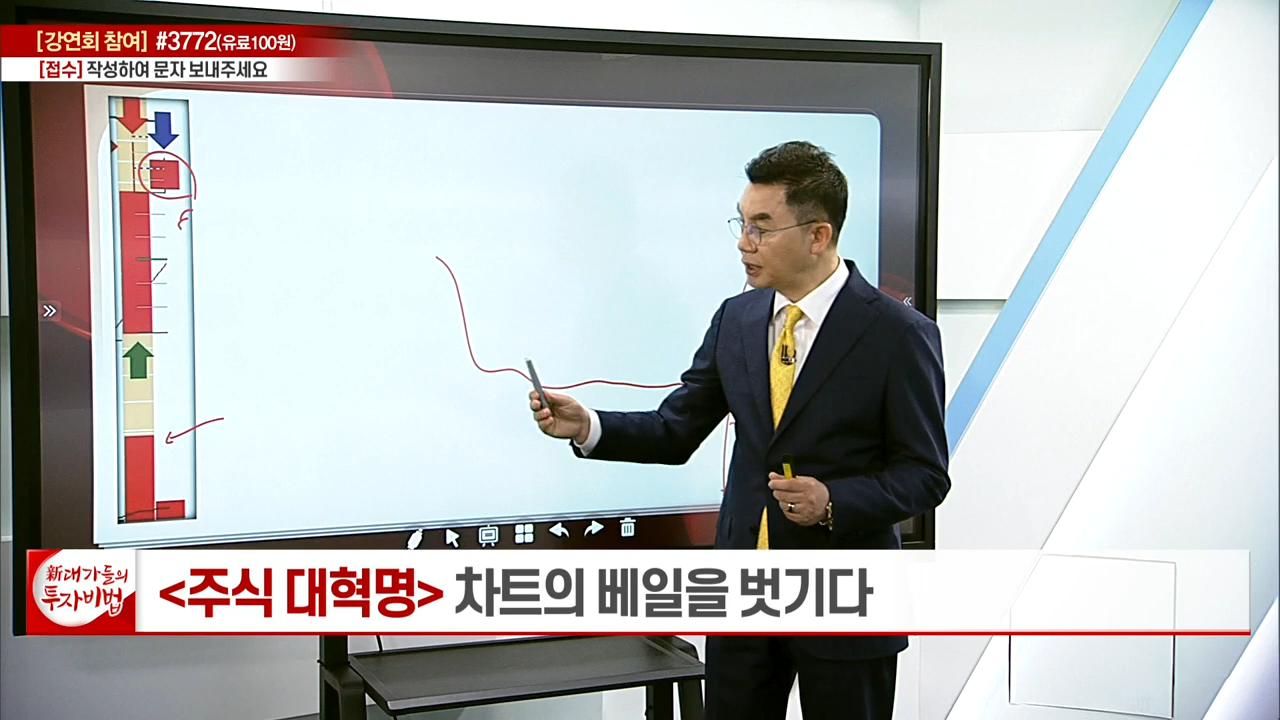 [강연회 참여] #3772(유료100원)
[접수] 작성하여 문자 보내주세요
F
新 대가들의
투자비법
<주식 대혁명> 차트의 베일을 벗기다